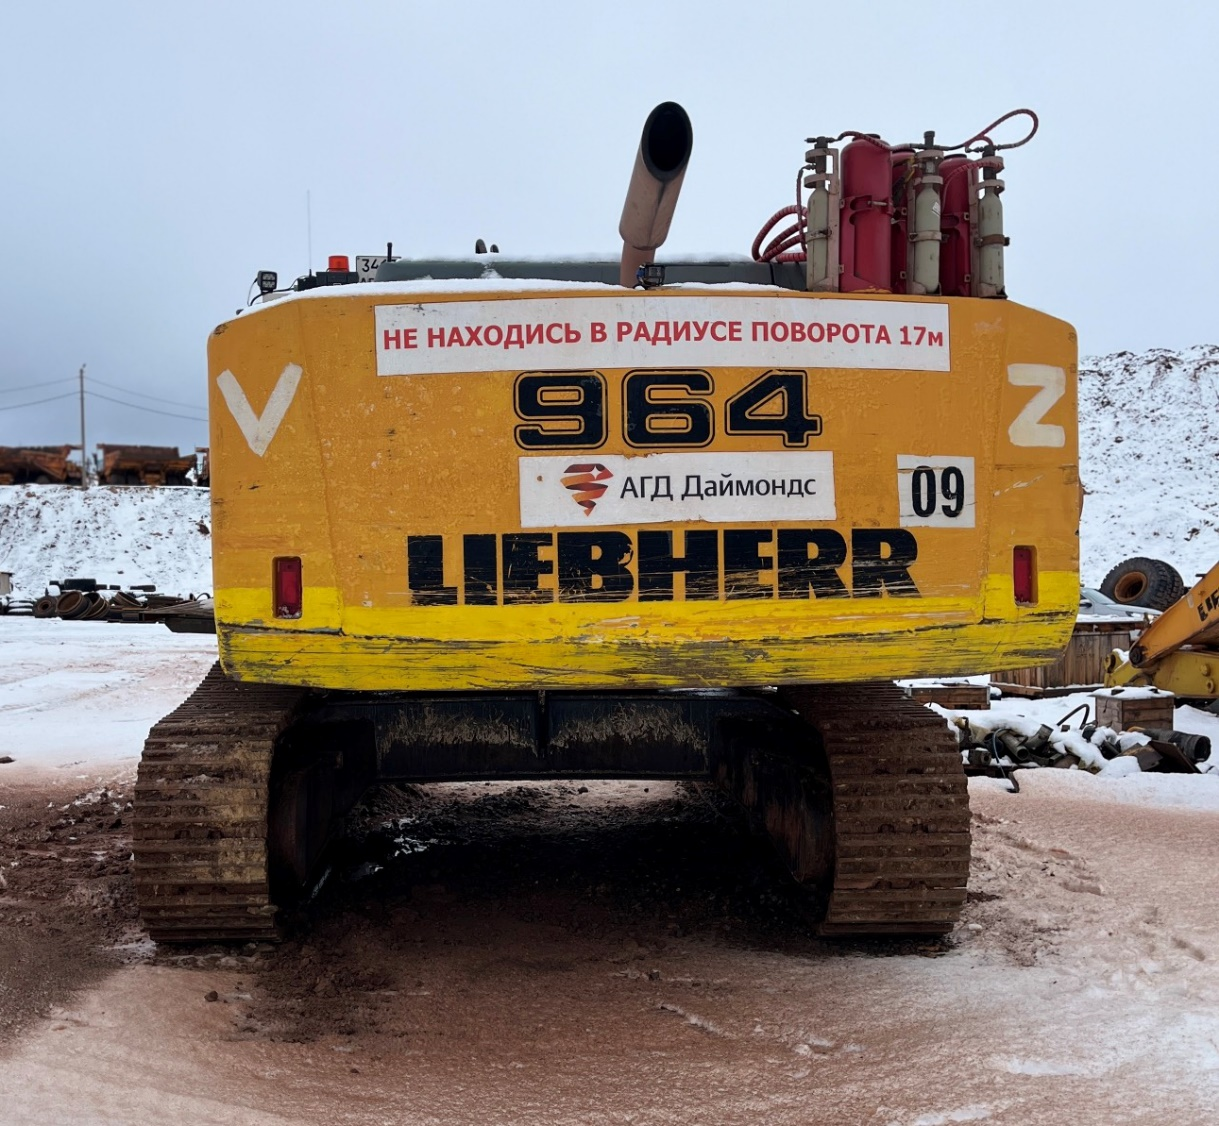 НЕ НАХОДИСЬ В РАДИУСЕ ПОВОРОТА 17м
V
964
Z
АГД Даймондс
09
LIEBHERR